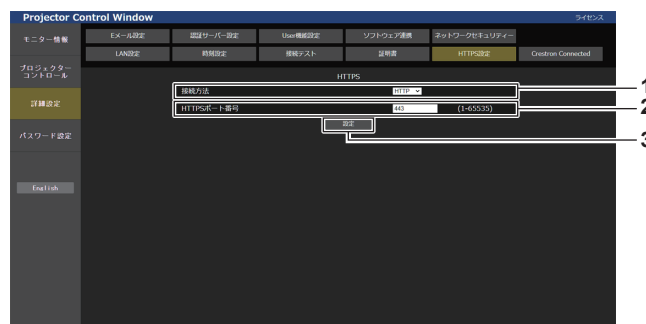 Projector Control Window
ライセンス
モニター情報
プロジェクター
コントロール
詳細設定
パスワード設定
English
Eメール設定 認証サーバー設定 User機能設定 ソフトウェア連携 ネットワークセキュリティー
LAN設定 時刻設定 接続テスト 証明書 HTTPS設定 Crestron Connected
HTTPS
接続方法 HTTP 1
HTTPSポート番号 443 (1-65535) 2
設定
3